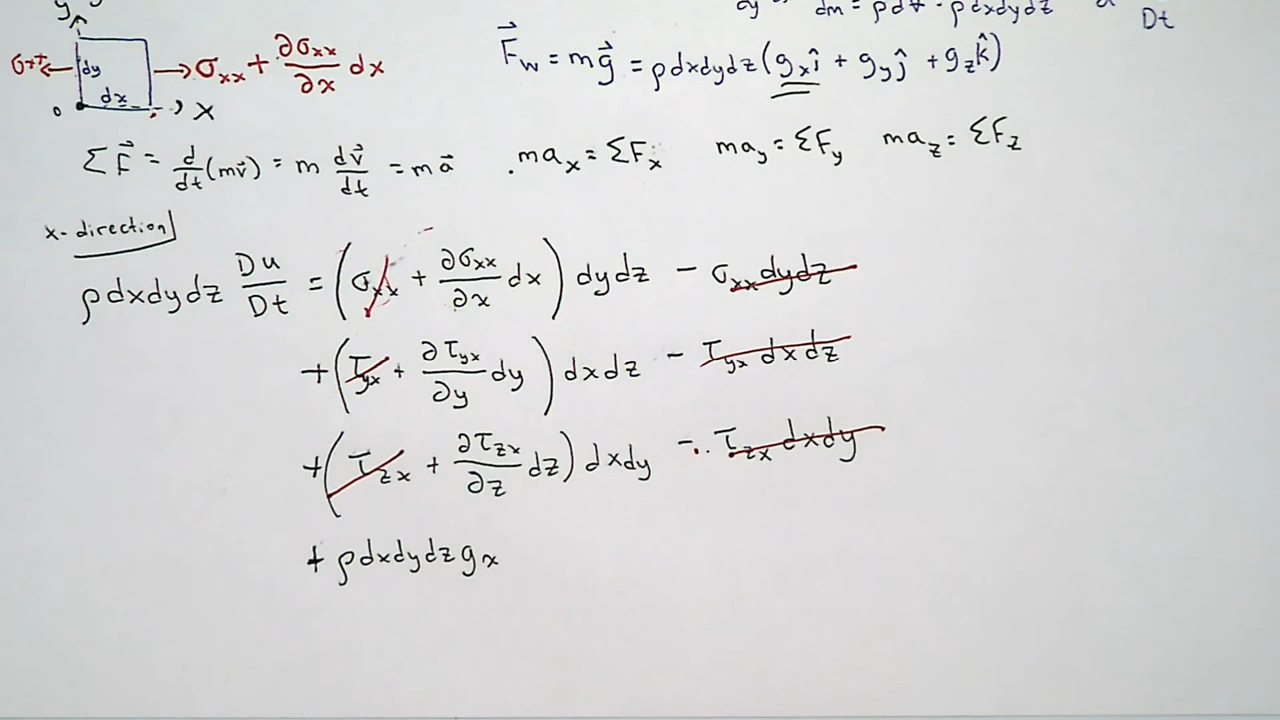 y
dm = ρd∀ = ρdxdydz
Dt
σxx dy → σxx + ∂σxx/∂x dx
0 dx → x
F⃗w = mg⃗ = ρdxdydz(gxî + gyĵ + gzk̂)
ΣF⃗ = d/dt(mv⃗) = m dv⃗/dt = ma⃗ max = ΣFx may = ΣFy maz = ΣFz
x-direction
ρdxdydz Du/Dt = (σxx + ∂σxx/∂x dx) dydz - σxx dydz
+ (τyx + ∂τyx/∂y dy) dxdz - τyx dxdz
+ (τzx + ∂τzx/∂z dz) dxdy - τzx dxdy
+ ρdxdydz gx